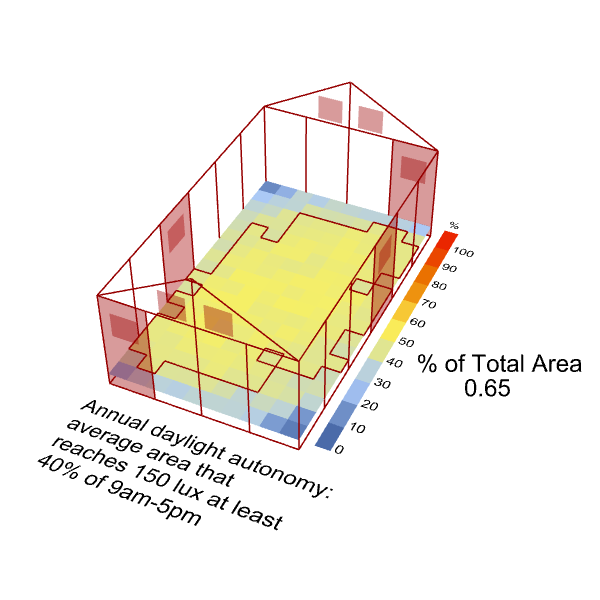 %
100
90
80
70
60
50
40
30
20
10
0
% of Total Area
0.65
Annual daylight autonomy:
average area that
reaches 150 lux at least
40% of 9am-5pm